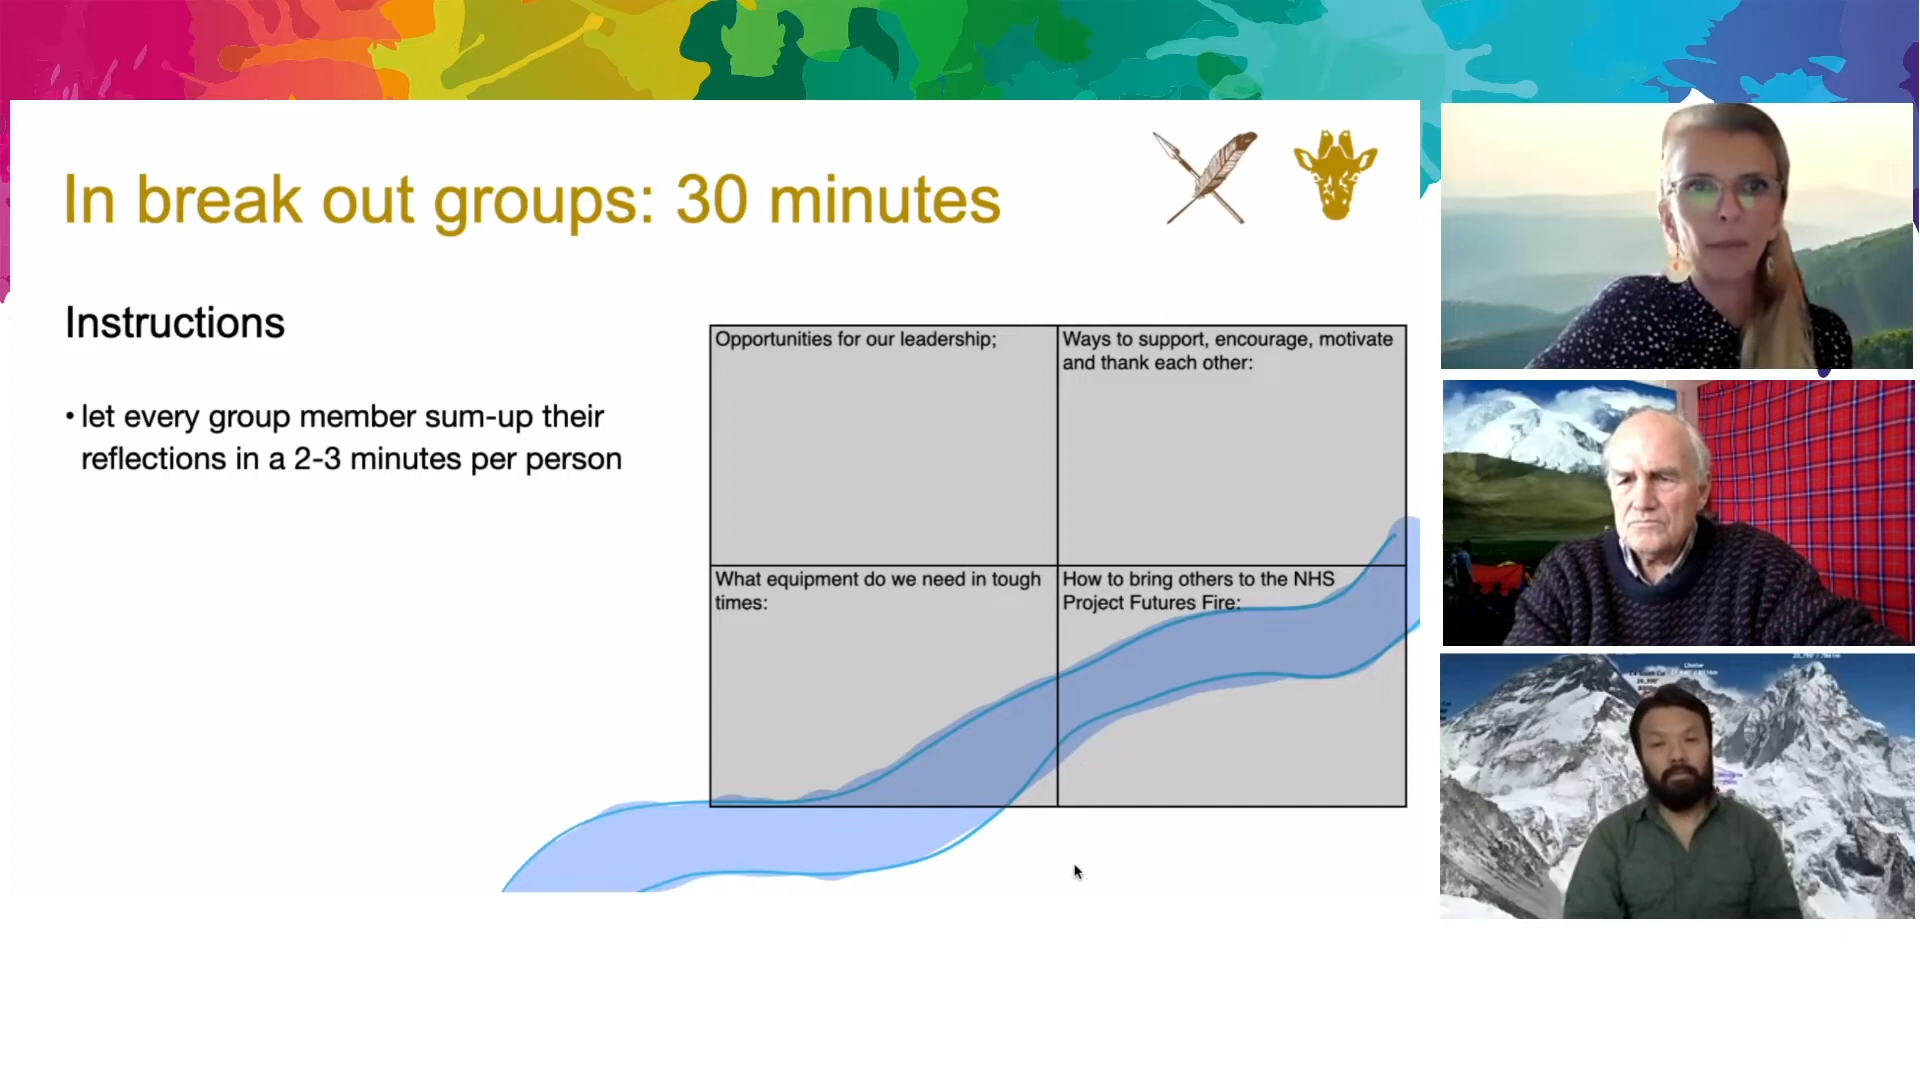 In break out groups: 30 minutes
Instructions
• let every group member sum-up their
reflections in a 2-3 minutes per person
Opportunities for our leadership;
Ways to support, encourage, motivate
and thank each other:
What equipment do we need in tough
times:
How to bring others to the NHS
Project Futures Fire: